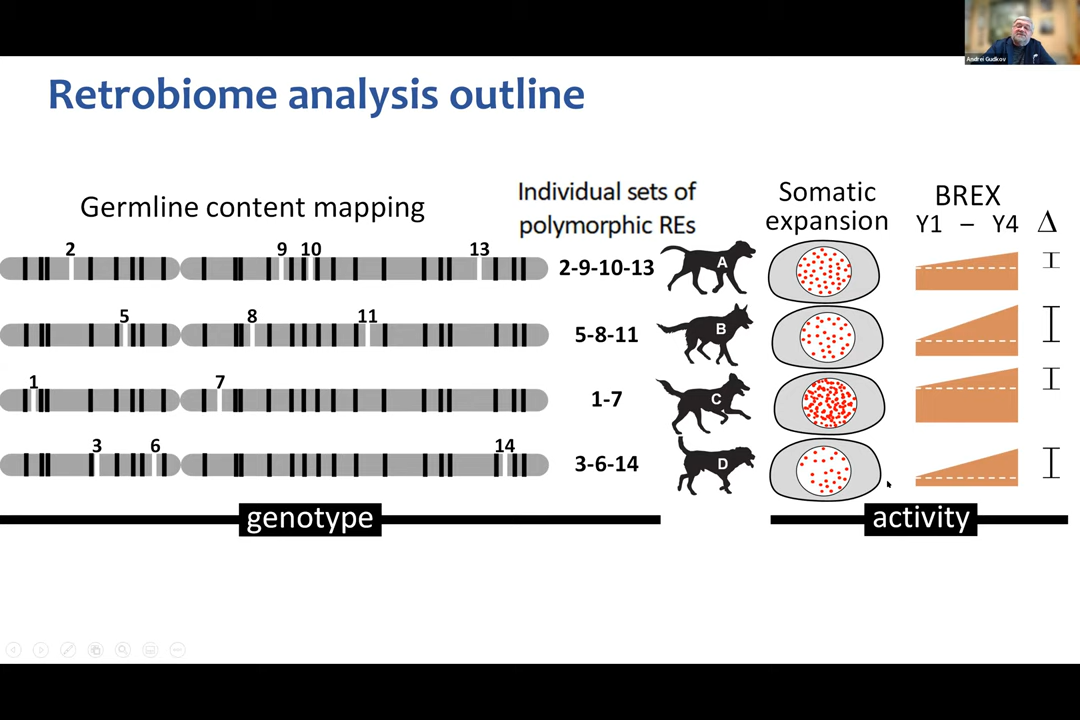 Andrei Gudkov
Retrobiome analysis outline
Germline content mapping
Individual sets of
polymorphic REs
Somatic
expansion
BREX
Y1 – Y4 Δ
2 9 10 13
2-9-10-13
A
5 8 11
5-8-11
B
1 7
1-7
C
3 6 14
3-6-14
D
genotype
activity